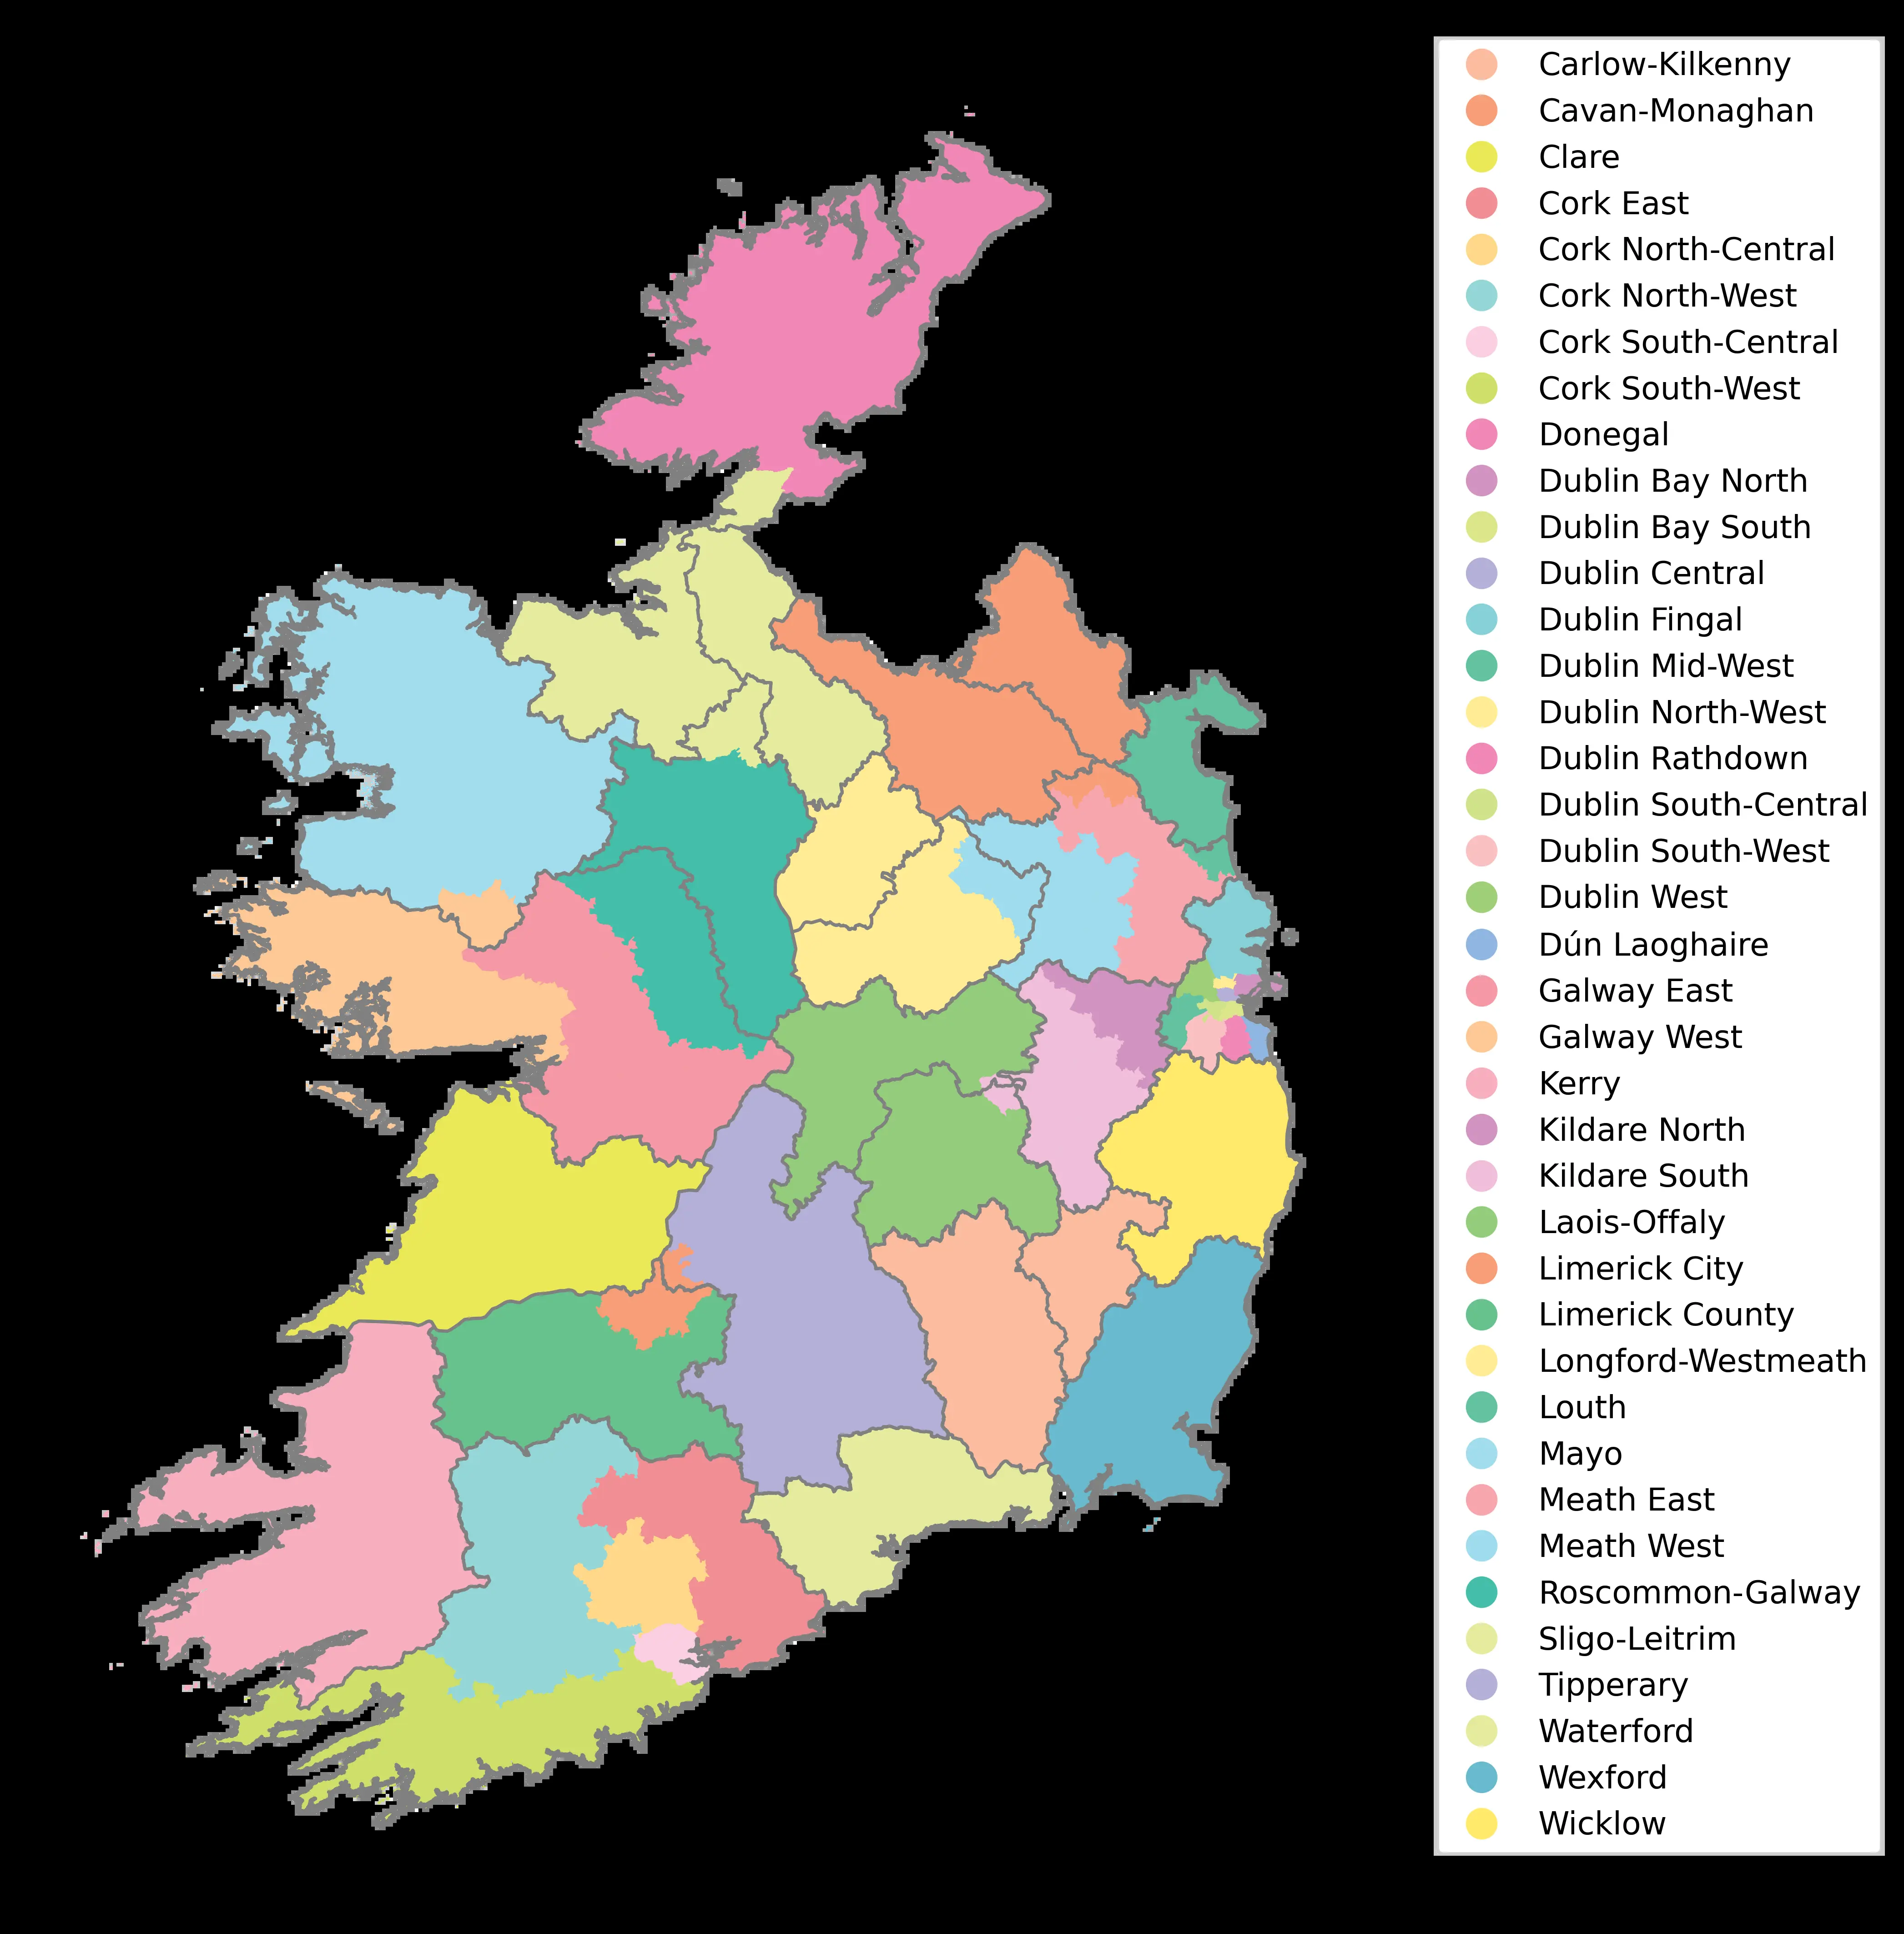 Carlow-Kilkenny
Cavan-Monaghan
Clare
Cork East
Cork North-Central
Cork North-West
Cork South-Central
Cork South-West
Donegal
Dublin Bay North
Dublin Bay South
Dublin Central
Dublin Fingal
Dublin Mid-West
Dublin North-West
Dublin Rathdown
Dublin South-Central
Dublin South-West
Dublin West
Dún Laoghaire
Galway East
Galway West
Kerry
Kildare North
Kildare South
Laois-Offaly
Limerick City
Limerick County
Longford-Westmeath
Louth
Mayo
Meath East
Meath West
Roscommon-Galway
Sligo-Leitrim
Tipperary
Waterford
Wexford
Wicklow